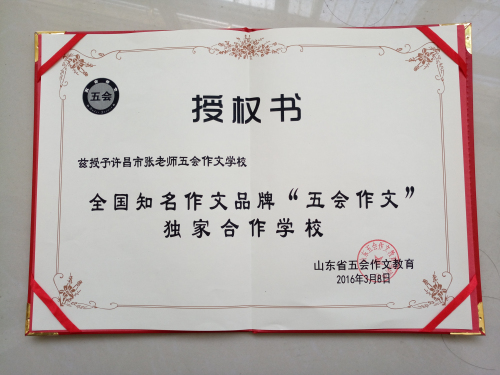 五会
授权书
兹授予许昌市张老师五会作文学校
全国知名作文品牌“五会作文”
独家合作学校
山东省五会作文教育
2016年3月8日